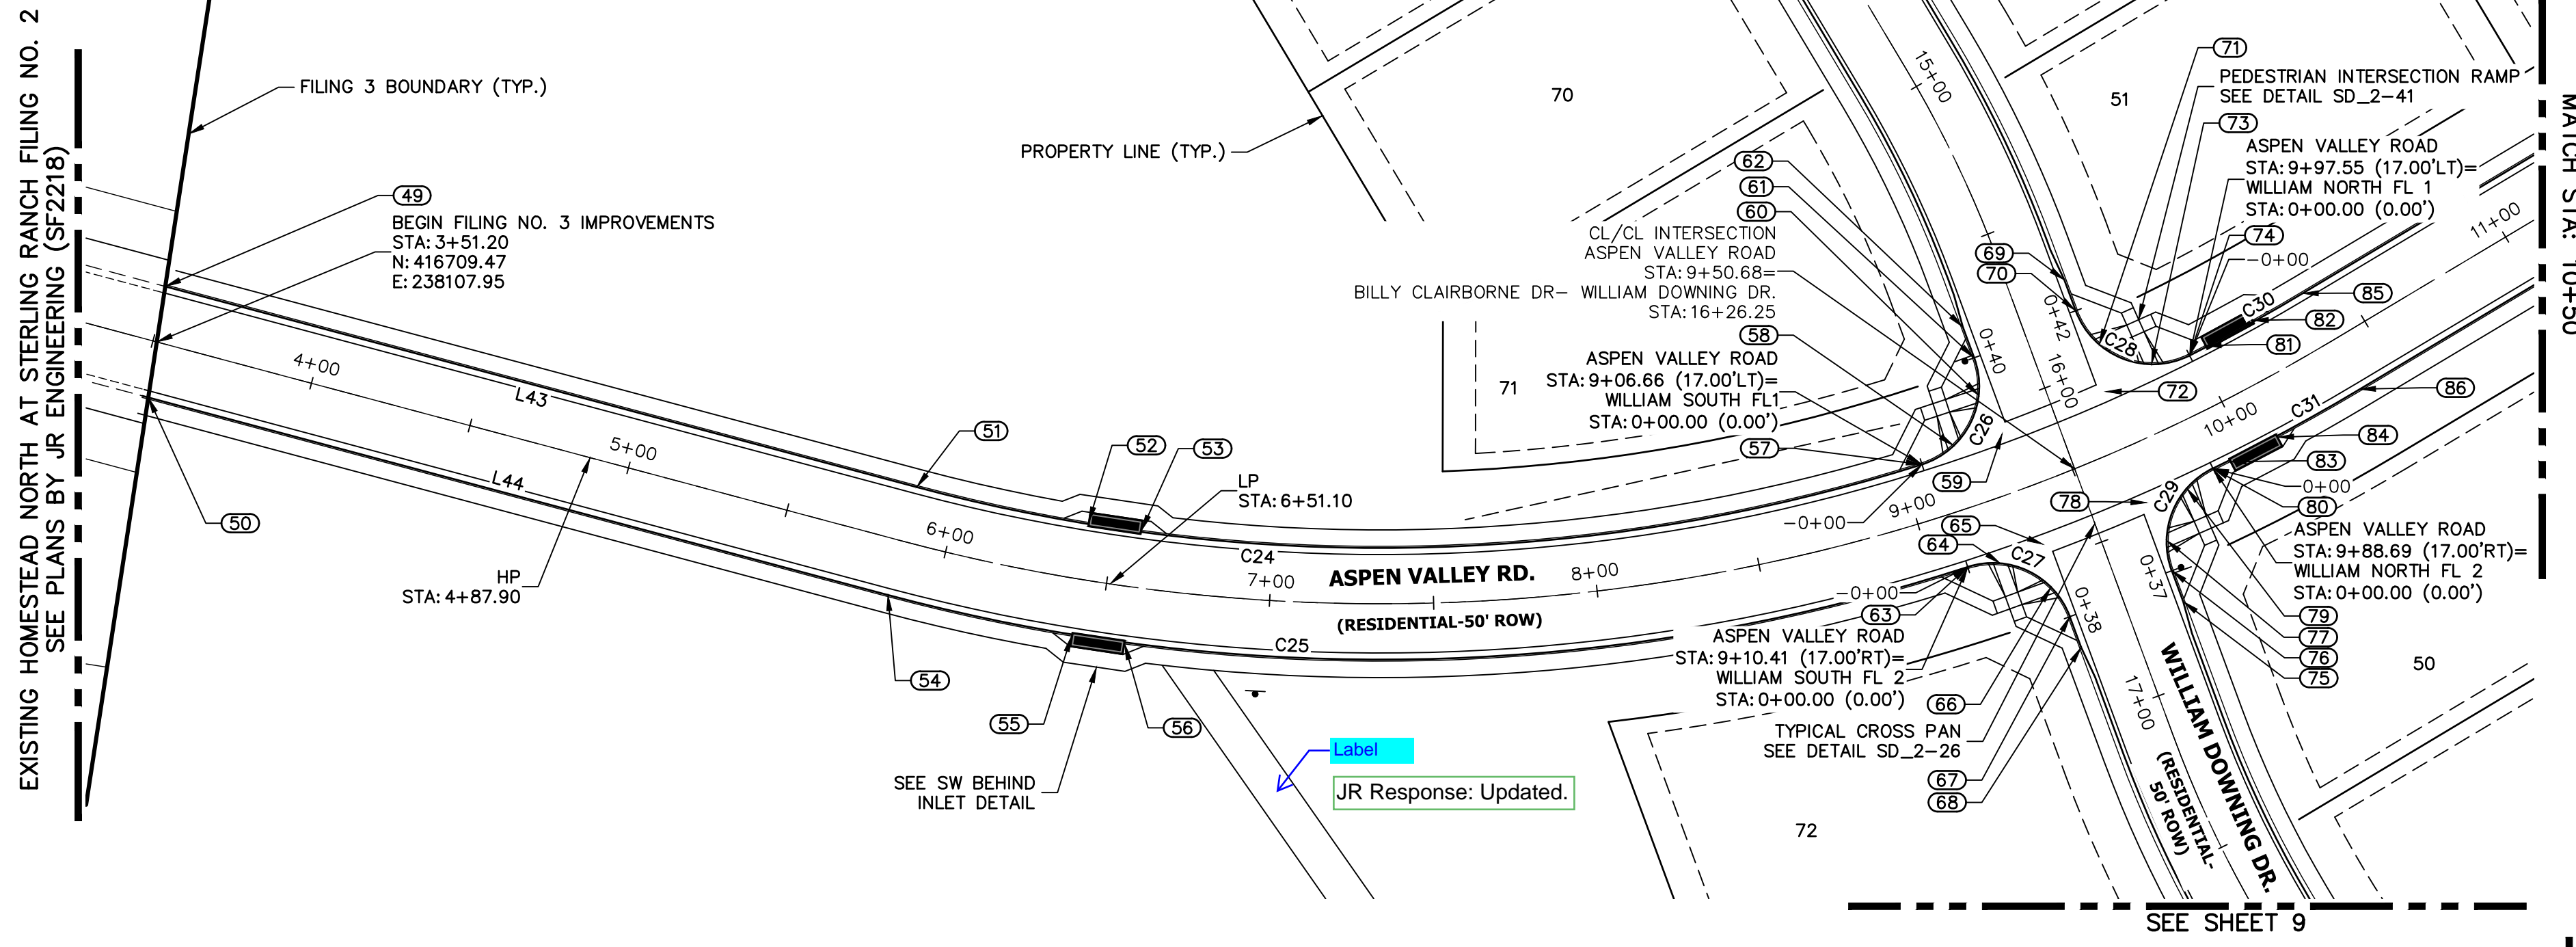 EXISTING HOMESTEAD NORTH AT STERLING RANCH FILING NO. 2
SEE PLANS BY JR ENGINEERING (SF2218)
FILING 3 BOUNDARY (TYP.)
49
BEGIN FILING NO. 3 IMPROVEMENTS
STA: 3+51.20
N: 416709.47
E: 238107.95
4+00
L43
5+00
L44
50
51
52
53
6+00
HP
STA: 4+87.90
54
55
56
SEE SW BEHIND
INLET DETAIL
LP
STA: 6+51.10
C24
7+00
ASPEN VALLEY RD.
8+00
(RESIDENTIAL-50' ROW)
C25
Label
JR Response: Updated.
PROPERTY LINE (TYP.)
70
62
61
60
CL/CL INTERSECTION
ASPEN VALLEY ROAD
STA: 9+50.68=
BILLY CLAIRBORNE DR- WILLIAM DOWNING DR.
STA: 16+26.25
58
ASPEN VALLEY ROAD
STA: 9+06.66 (17.00'LT)=
WILLIAM SOUTH FL1
STA: 0+00.00 (0.00')
71
57
59
C26
-0+00
9+00
65
64
C27
-0+00
63
ASPEN VALLEY ROAD
STA: 9+10.41 (17.00'RT)=
WILLIAM SOUTH FL 2
STA: 0+00.00 (0.00')
66
TYPICAL CROSS PAN
SEE DETAIL SD_2-26
67
68
72
15+00
51
71
PEDESTRIAN INTERSECTION RAMP
SEE DETAIL SD_2-41
73
ASPEN VALLEY ROAD
STA: 9+97.55 (17.00'LT)=
WILLIAM NORTH FL 1
STA: 0+00.00 (0.00')
74
-0+00
69
70
0+42
0+40
16+00
C28
C30
85
82
81
72
11+00
10+00
C31
86
84
83
0+00
80
78
C29
ASPEN VALLEY ROAD
STA: 9+88.69 (17.00'RT)=
WILLIAM NORTH FL 2
STA: 0+00.00 (0.00')
79
77
76
75
0+37
0+38
17+00
WILLIAM DOWNING DR.
(RESIDENTIAL-
50' ROW)
50
SEE SHEET 9
MATCH STA: 10+50